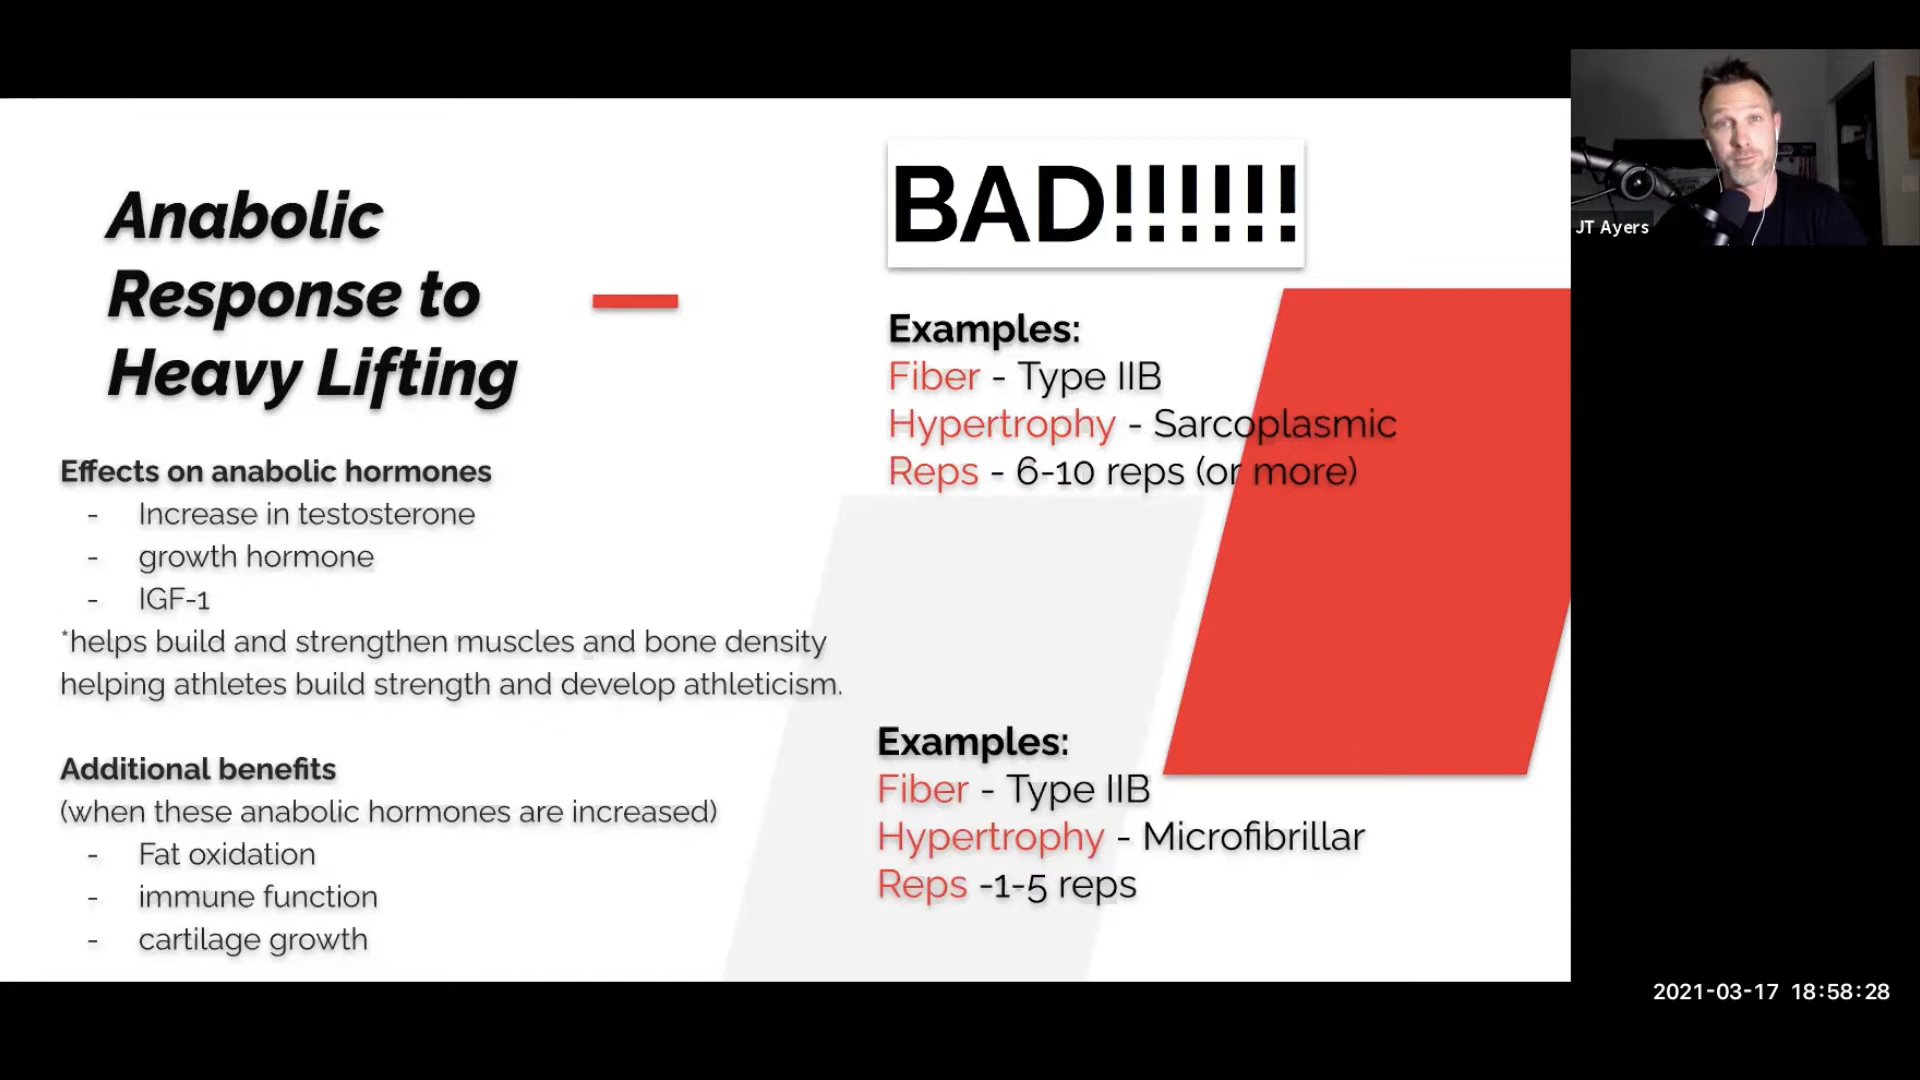 Anabolic
Response to
Heavy Lifting
Effects on anabolic hormones
- Increase in testosterone
- growth hormone
- IGF-1
*helps build and strengthen muscles and bone density
helping athletes build strength and develop athleticism.
Additional benefits
(when these anabolic hormones are increased)
- Fat oxidation
- immune function
- cartilage growth
BAD!!!!!!
Examples:
Fiber - Type IIB
Hypertrophy - Sarcoplasmic
Reps - 6-10 reps (or more)
Examples:
Fiber - Type IIB
Hypertrophy - Microfibrillar
Reps -1-5 reps
JT Ayers
2021-03-17 18:58:28